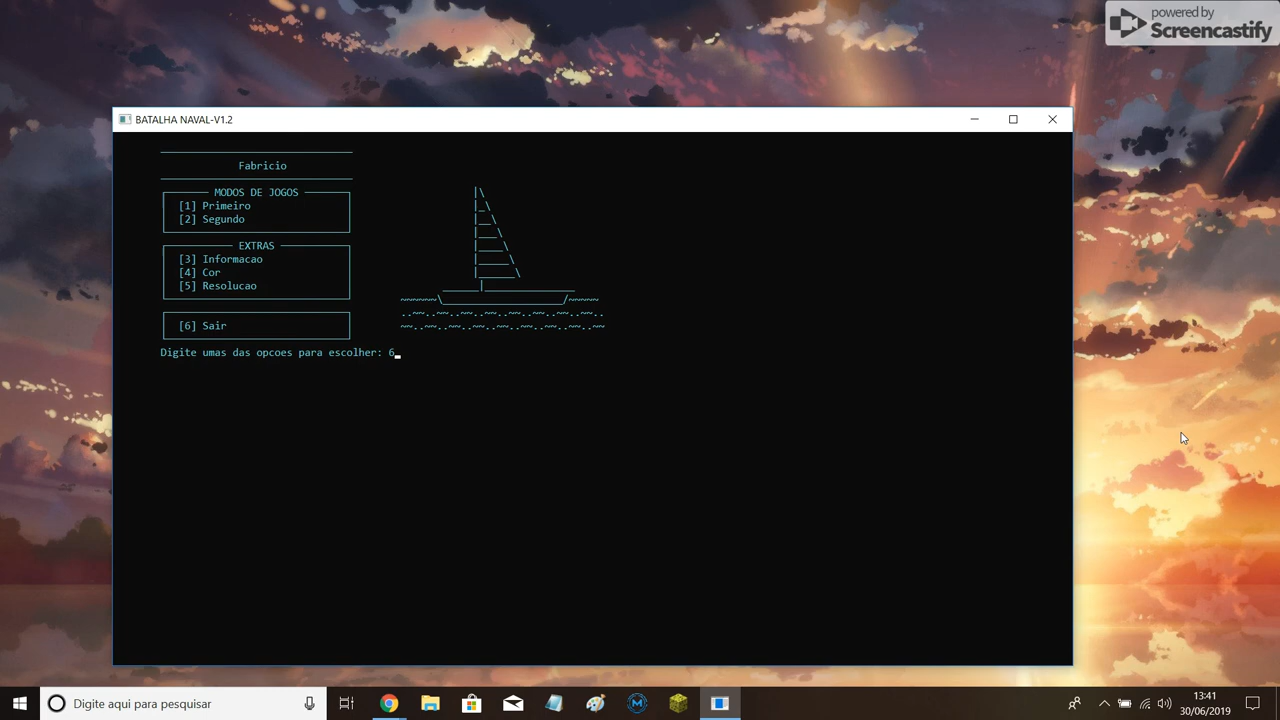 powered by
Screencastify
BATALHA NAVAL-V1.2
Fabricio
MODOS DE JOGOS
[1] Primeiro
[2] Segundo
EXTRAS
[3] Informacao
[4] Cor
[5] Resolucao
[6] Sair
Digite umas das opcoes para escolher: 6
Digite aqui para pesquisar
13:41
30/06/2019